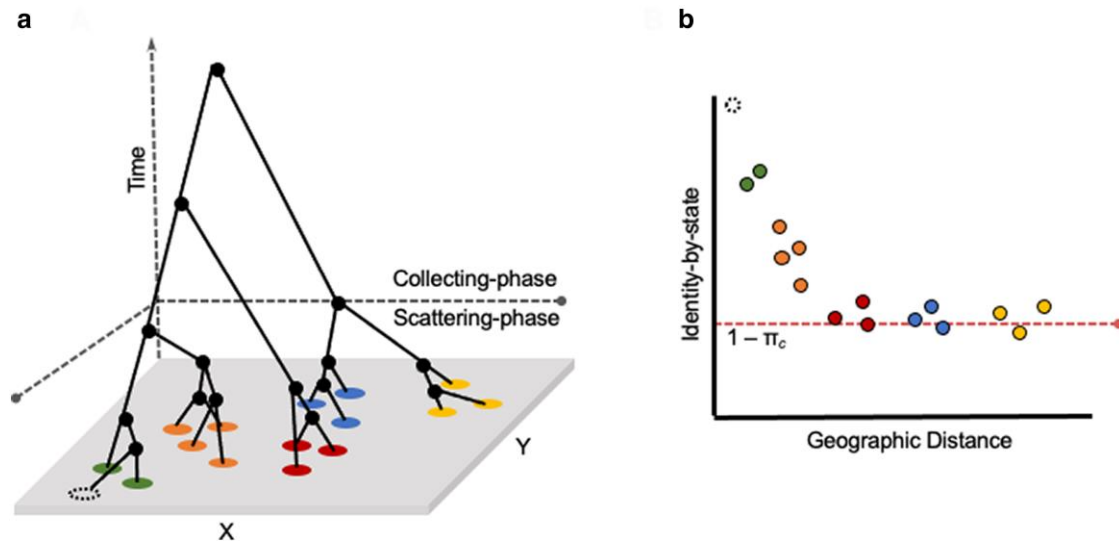 a
b
Time
Collecting-phase
Scattering-phase
Y
X
Identity-by-state
1 – πc
Geographic Distance